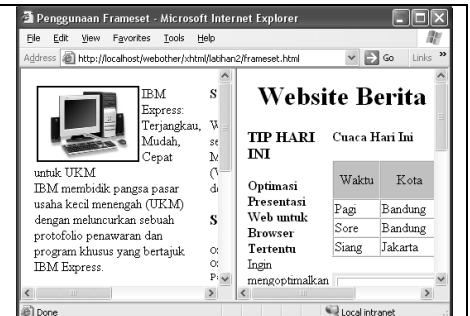 Penggunaan Frameset - Microsoft Internet Explorer
File Edit View Favorites Tools Help
Address http://localhost/webother/xhtml/latihan2/frameset.html Go Links »
IBM
Express:
Terjangkau,
Mudah,
Cepat
untuk UKM
IBM membidik pangsa pasar
usaha kecil menengah (UKM)
dengan meluncurkan sebuah
protofolio penawaran dan
program khusus yang bertajuk
IBM Express.
S
S
Website Berita
TIP HARI
INI
Optimasi
Presentasi
Web untuk
Browser
Tertentu
Ingin
mengoptimalkan
Cuaca Hari Ini
Waktu Kota
Pagi Bandung
Sore Bandung
Siang Jakarta
Done Local intranet